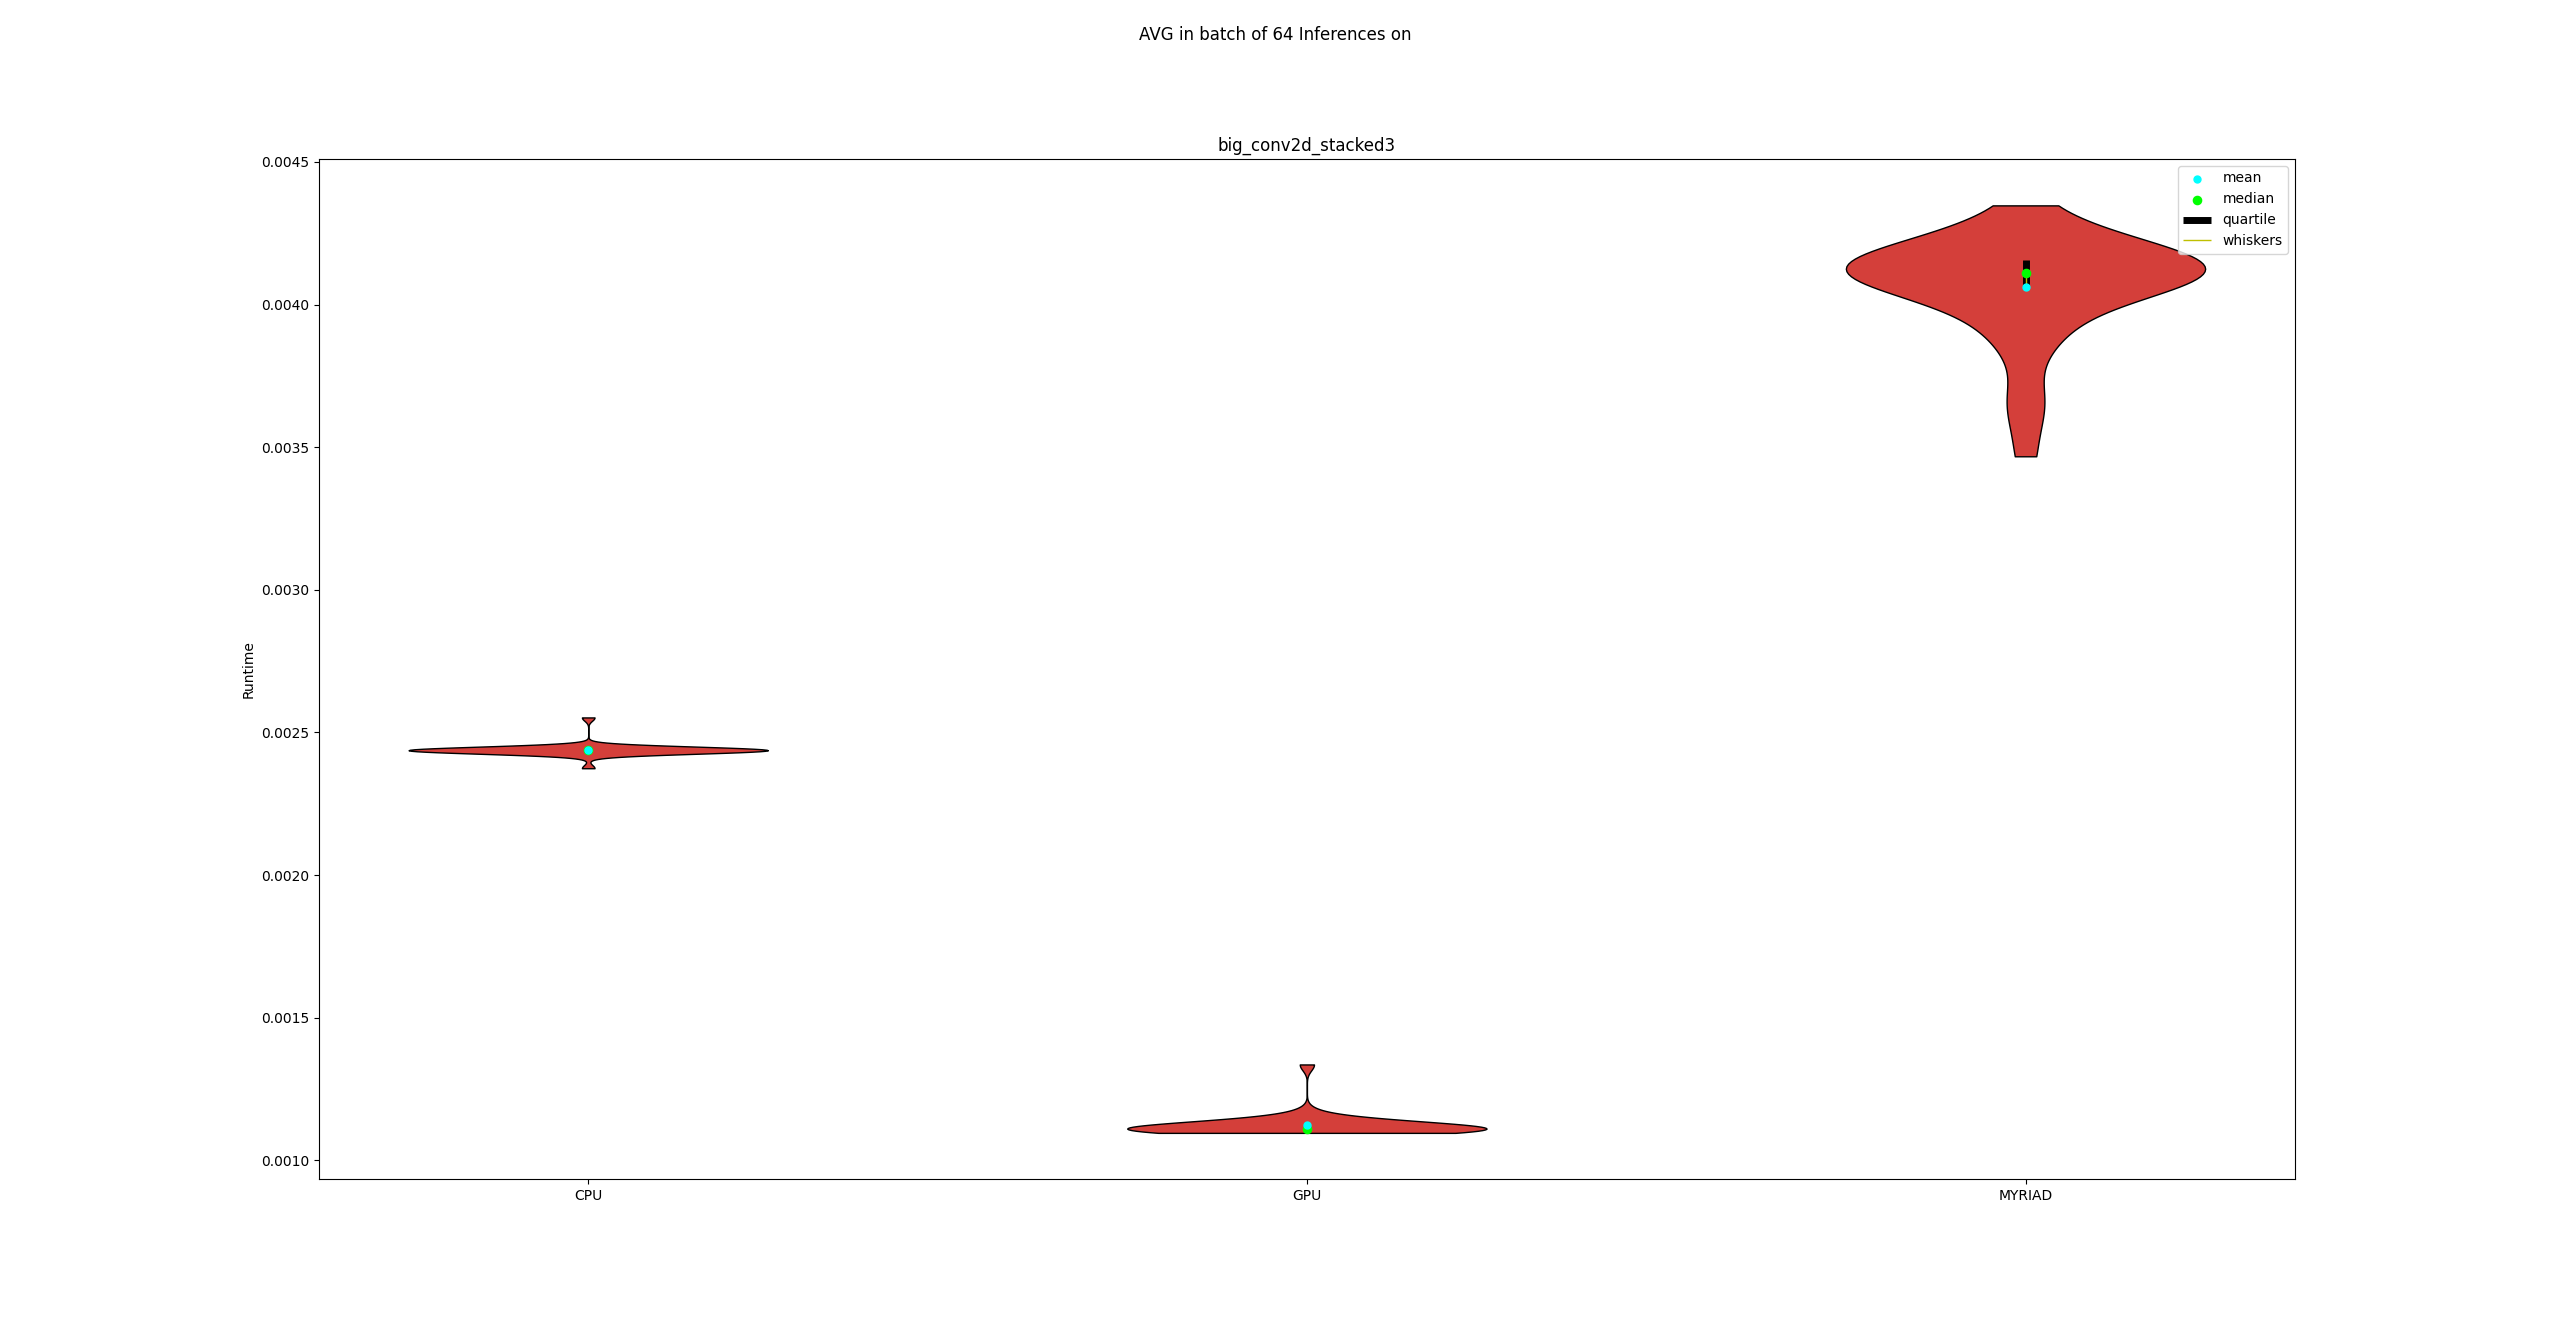 AVG in batch of 64 Inferences on
big_conv2d_stacked3
0.0045
0.0040
0.0035
0.0030
0.0025
0.0020
0.0015
0.0010
Runtime
mean
median
quartile
whiskers
CPU
GPU
MYRIAD